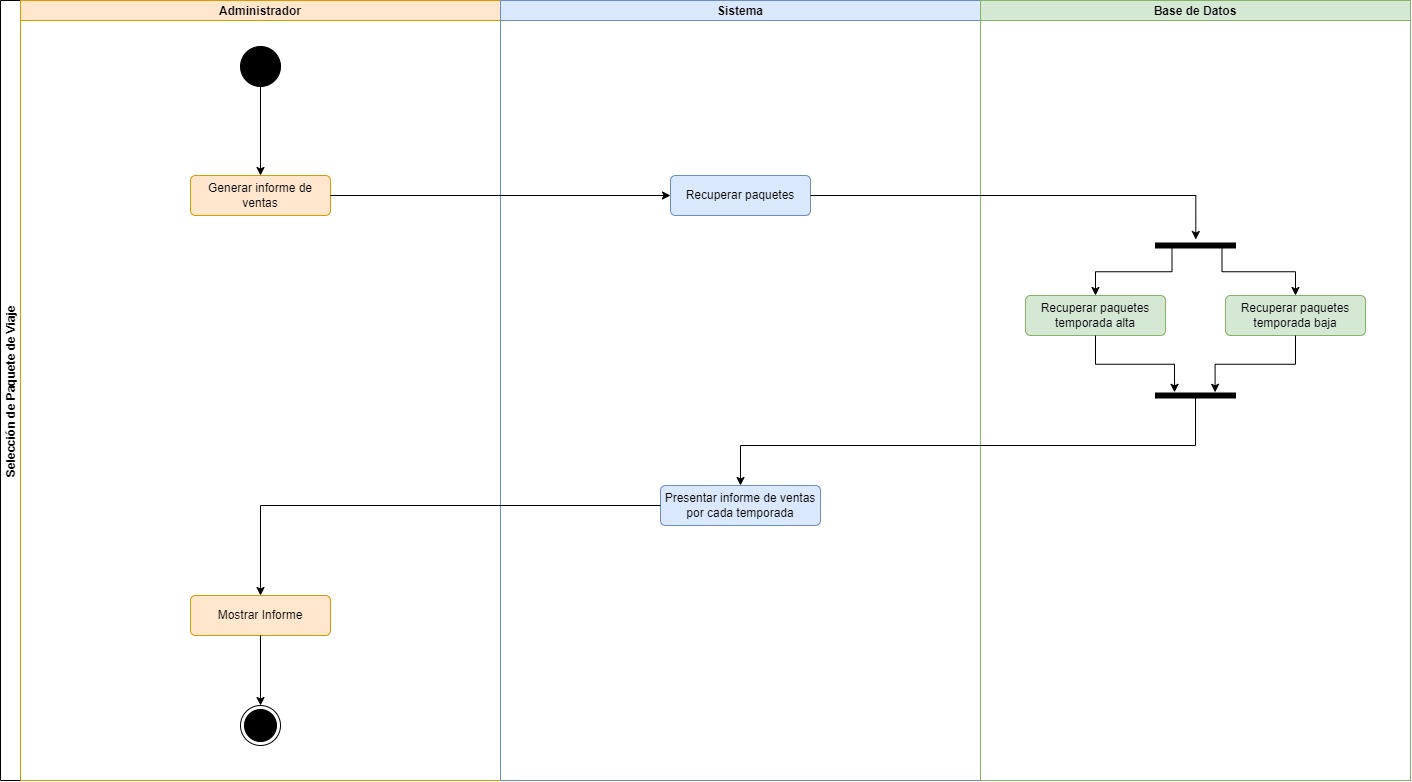 Administrador
Sistema
Base de Datos
Selección de Paquete de Viaje
Generar informe de
ventas
Recuperar paquetes
Recuperar paquetes
temporada alta
Recuperar paquetes
temporada baja
Presentar informe de ventas
por cada temporada
Mostrar Informe